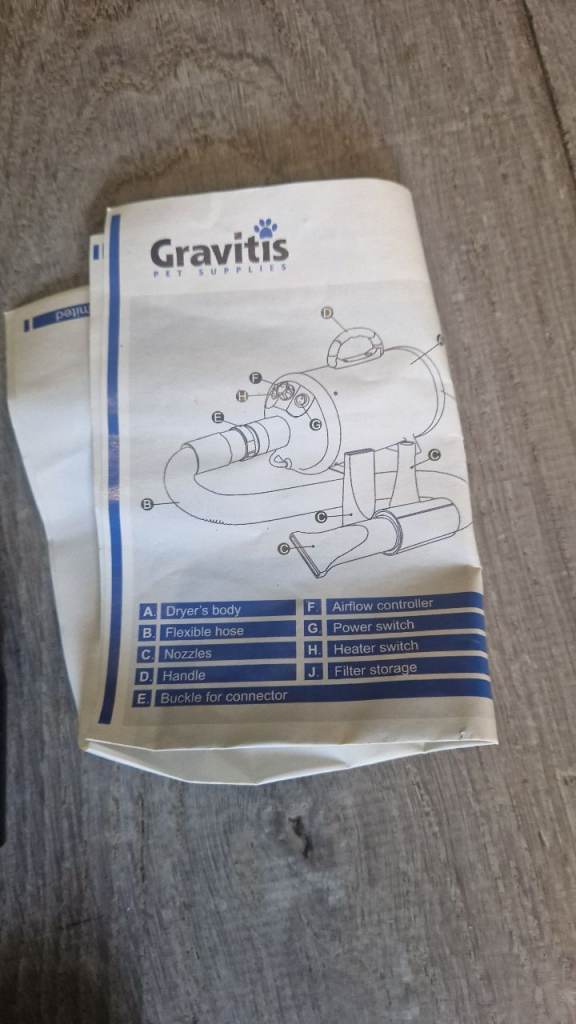 Gravitis
PET SUPPLIES
mited
D
F
H
G
E
B
C
C
C
A. Dryer's body
B. Flexible hose
C. Nozzles
D. Handle
E. Buckle for connector
F. Airflow controller
G. Power switch
H. Heater switch
J. Filter storage